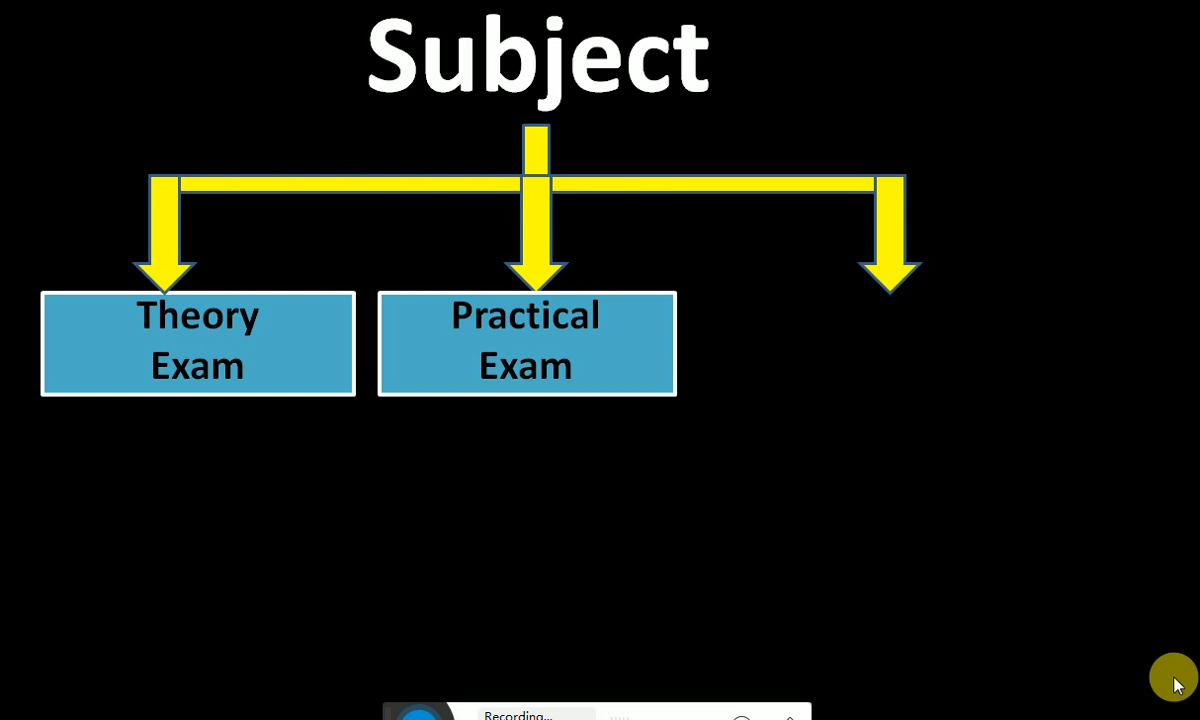 Subject
Theory
Exam
Practical
Exam
Recording...